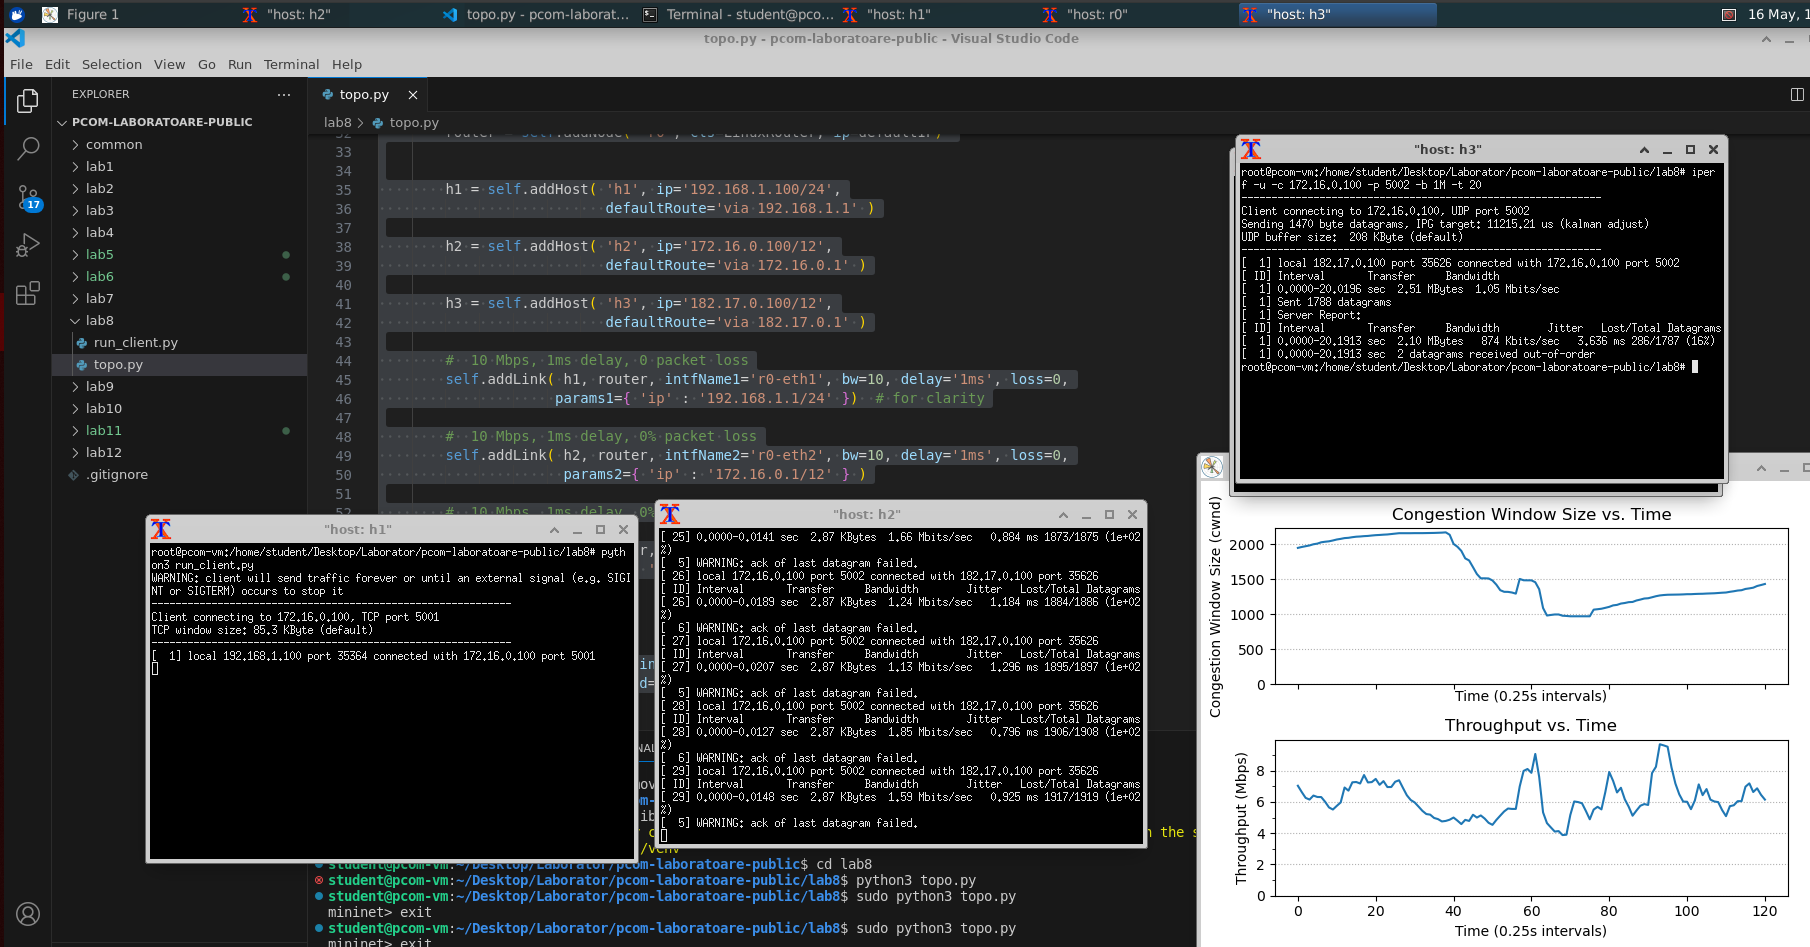 Figure 1
"host: h2"
topo.py - pcom-laborat...
Terminal - student@pco...
"host: h1"
"host: r0"
"host: h3"
16 May, 1
topo.py - pcom-laboratoare-public - Visual Studio Code
File Edit Selection View Go Run Terminal Help
EXPLORER
PCOM-LABORATOARE-PUBLIC
common
lab1
lab2
lab3
lab4
lab5
lab6
lab7
lab8
run_client.py
topo.py
lab9
lab10
lab11
lab12
.gitignore
17
topo.py
lab8 > topo.py
33
34
35 h1 = self.addHost( 'h1', ip='192.168.1.100/24',
36 defaultRoute='via 192.168.1.1' )
37
38 h2 = self.addHost( 'h2', ip='172.16.0.100/12',
39 defaultRoute='via 172.16.0.1' )
40
41 h3 = self.addHost( 'h3', ip='182.17.0.100/12',
42 defaultRoute='via 182.17.0.1' )
43
44 # 10 Mbps, 1ms delay, 0 packet loss
45 self.addLink( h1, router, intfName1='r0-eth1', bw=10, delay='1ms', loss=0,
46 params1={ 'ip' : '192.168.1.1/24' }) # for clarity
47
48 # 10 Mbps, 1ms delay, 0% packet loss
49 self.addLink( h2, router, intfName2='r0-eth2', bw=10, delay='1ms', loss=0,
50 params2={ 'ip' : '172.16.0.1/12' } )
51
52 # 10 Mbps, 1ms delay, 0%
"host: h3"
root@pcom-vm:/home/student/Desktop/Laborator/pcom-laboratoare-public/lab8# iper
f -u -c 172.16.0.100 -p 5002 -b 1M -t 20
------------------------------------------------------------
Client connecting to 172.16.0.100, UDP port 5002
Sending 1470 byte datagrams, IPG target: 11215.21 us (kalman adjust)
UDP buffer size: 208 KByte (default)
------------------------------------------------------------
[ 1] local 182.17.0.100 port 35626 connected with 172.16.0.100 port 5002
[ ID] Interval Transfer Bandwidth
[ 1] 0.0000-20.0196 sec 2.51 MBytes 1.05 Mbits/sec
[ 1] Sent 1788 datagrams
[ 1] Server Report:
[ ID] Interval Transfer Bandwidth Jitter Lost/Total Datagrams
[ 1] 0.0000-20.1913 sec 2.10 MBytes 874 Kbits/sec 3.636 ms 286/1787 (16%)
[ 1] 0.0000-20.1913 sec 2 datagrams received out-of-order
root@pcom-vm:/home/student/Desktop/Laborator/pcom-laboratoare-public/lab8#
"host: h1"
root@pcom-vm:/home/student/Desktop/Laborator/pcom-laboratoare-public/lab8# pyth
on3 run_client.py
WARNING: client will send traffic forever or until an external signal (e.g. SIGI
NT or SIGTERM) occurs to stop it
------------------------------------------------------------
Client connecting to 172.16.0.100, TCP port 5001
TCP window size: 85.3 KByte (default)
------------------------------------------------------------
[ 1] local 192.168.1.100 port 35364 connected with 172.16.0.100 port 5001
"host: h2"
[ 25] 0.0000-0.0141 sec 2.87 KBytes 1.66 Mbits/sec 0.884 ms 1873/1875 (1e+02
%)
[ 5] WARNING: ack of last datagram failed.
[ 26] local 172.16.0.100 port 5002 connected with 182.17.0.100 port 35626
[ ID] Interval Transfer Bandwidth Jitter Lost/Total Datagrams
[ 26] 0.0000-0.0189 sec 2.87 KBytes 1.24 Mbits/sec 1.184 ms 1884/1886 (1e+02
%)
[ 6] WARNING: ack of last datagram failed.
[ 27] local 172.16.0.100 port 5002 connected with 182.17.0.100 port 35626
[ ID] Interval Transfer Bandwidth Jitter Lost/Total Datagrams
[ 27] 0.0000-0.0207 sec 2.87 KBytes 1.13 Mbits/sec 1.296 ms 1895/1897 (1e+02
%)
[ 5] WARNING: ack of last datagram failed.
[ 28] local 172.16.0.100 port 5002 connected with 182.17.0.100 port 35626
[ ID] Interval Transfer Bandwidth Jitter Lost/Total Datagrams
[ 28] 0.0000-0.0127 sec 2.87 KBytes 1.85 Mbits/sec 0.796 ms 1906/1908 (1e+02
%)
[ 6] WARNING: ack of last datagram failed.
[ 29] local 172.16.0.100 port 5002 connected with 182.17.0.100 port 35626
[ ID] Interval Transfer Bandwidth Jitter Lost/Total Datagrams
[ 29] 0.0000-0.0148 sec 2.87 KBytes 1.59 Mbits/sec 0.925 ms 1917/1919 (1e+02
%)
[ 5] WARNING: ack of last datagram failed.
n the s
/venv
student@pcom-vm:~/Desktop/Laborator/pcom-laboratoare-public$ cd lab8
student@pcom-vm:~/Desktop/Laborator/pcom-laboratoare-public/lab8$ python3 topo.py
student@pcom-vm:~/Desktop/Laborator/pcom-laboratoare-public/lab8$ sudo python3 topo.py
mininet> exit
student@pcom-vm:~/Desktop/Laborator/pcom-laboratoare-public/lab8$ sudo python3 topo.py
mininet> exit
Congestion Window Size vs. Time
Congestion Window Size (cwnd)
2000
1500
1000
500
0
Time (0.25s intervals)
Throughput vs. Time
Throughput (Mbps)
8
6
4
2
0
0 20 40 60 80 100 120
Time (0.25s intervals)